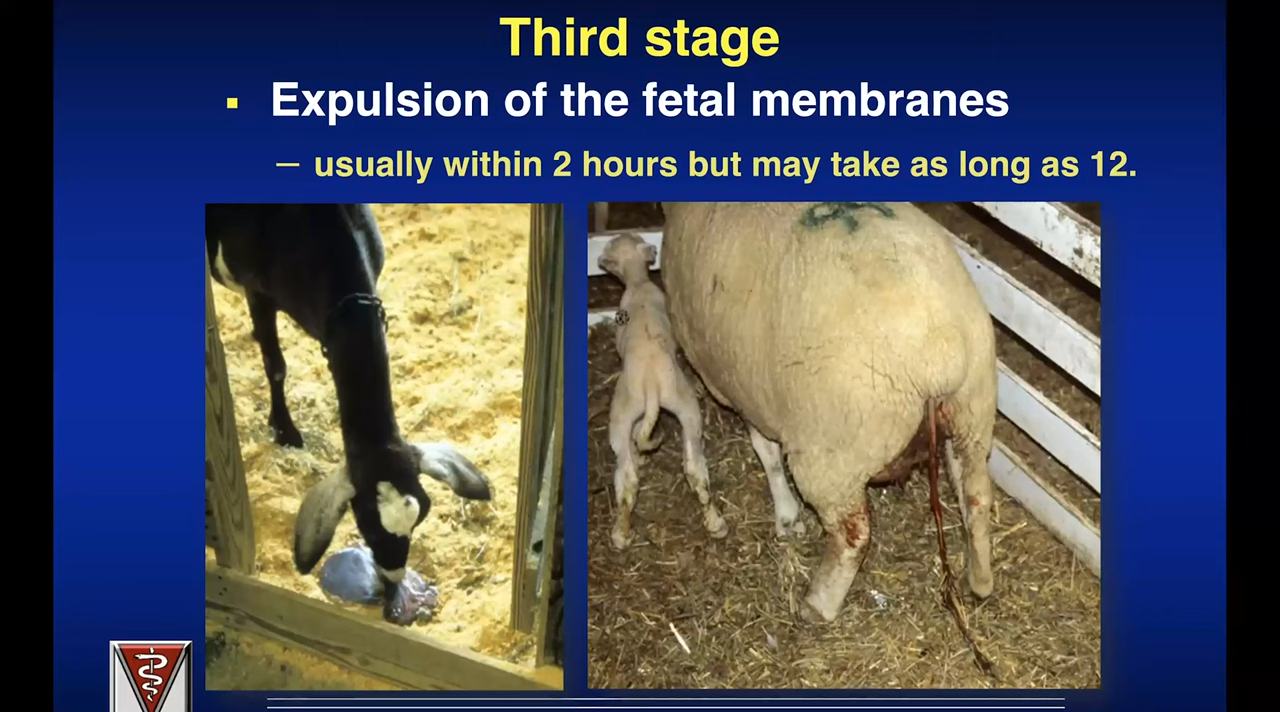 Third stage
Expulsion of the fetal membranes
– usually within 2 hours but may take as long as 12.